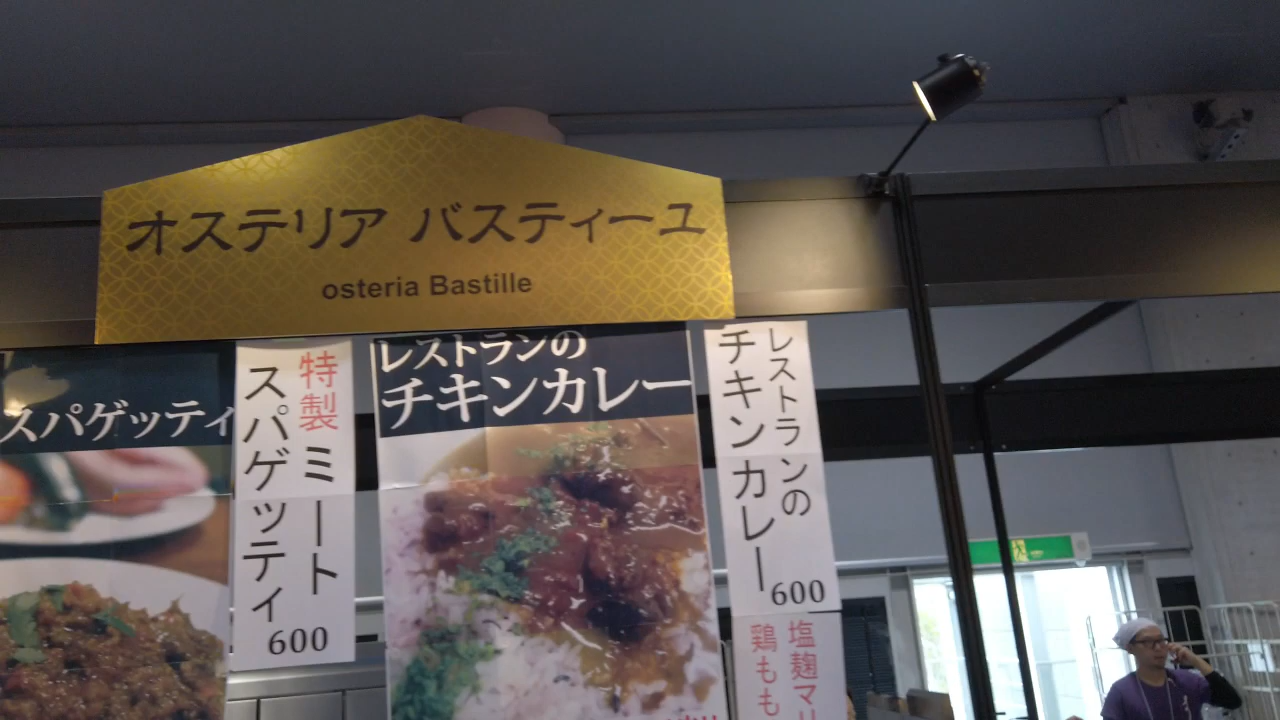 オステリア バスティーユ
osteria Bastille
スパゲッティ
特製ミート
スパゲッティ
600
レストランの
チキンカレー
レストランの
チキンカレー
600
塩麹マリ
鶏もも